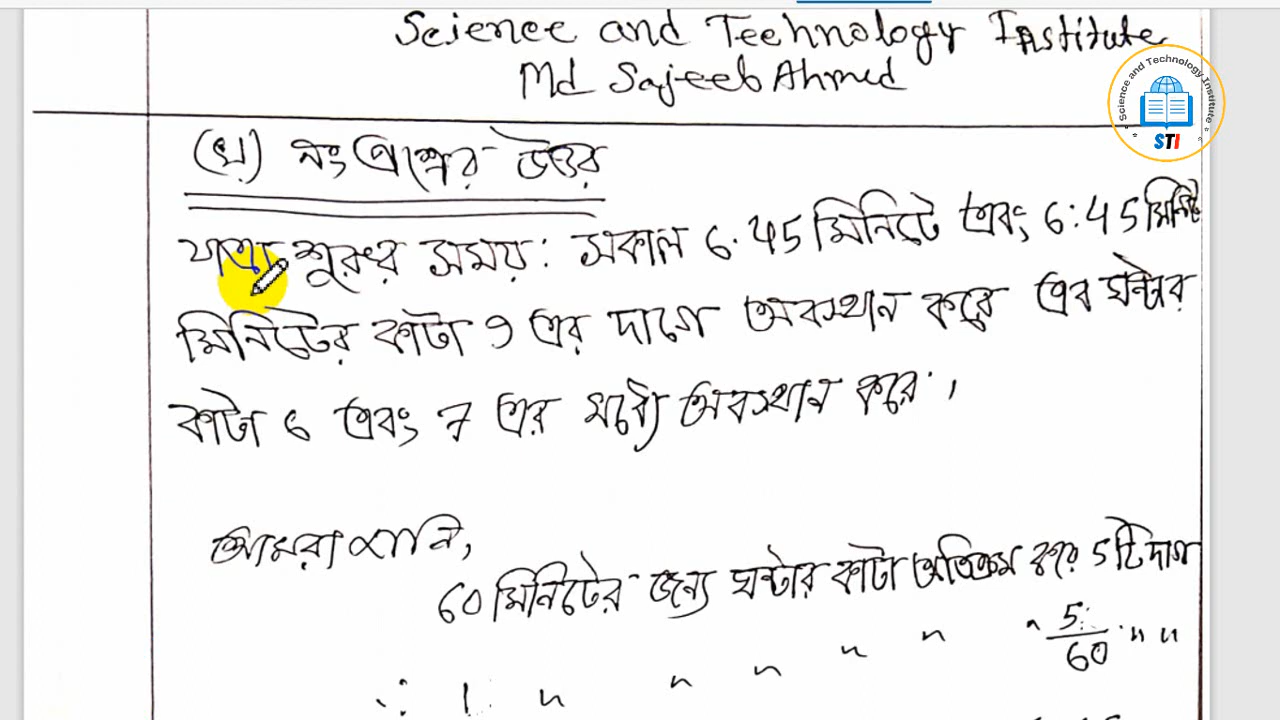 Science and Technology Institute
Md Sajeeb Ahmed
Science and Technology Institute
STI
(খ) নং প্রশ্নের উত্তর
যাত্রা শুরুর সময়: সকাল 6.45 মিনিটে এবং 6:45 মিনিটে
মিনিটের কাটা 9 এর দাগে অবস্থান করে এব ঘন্টার
কাটা 6 এবং 7 এর মধ্যে অবস্থান করে।
আমরা জানি,
60 মিনিটের জন্য ঘন্টার কাটা অতিক্রম করে 5টি দাগ
∴ 1 " " " " " " 5/60 " "